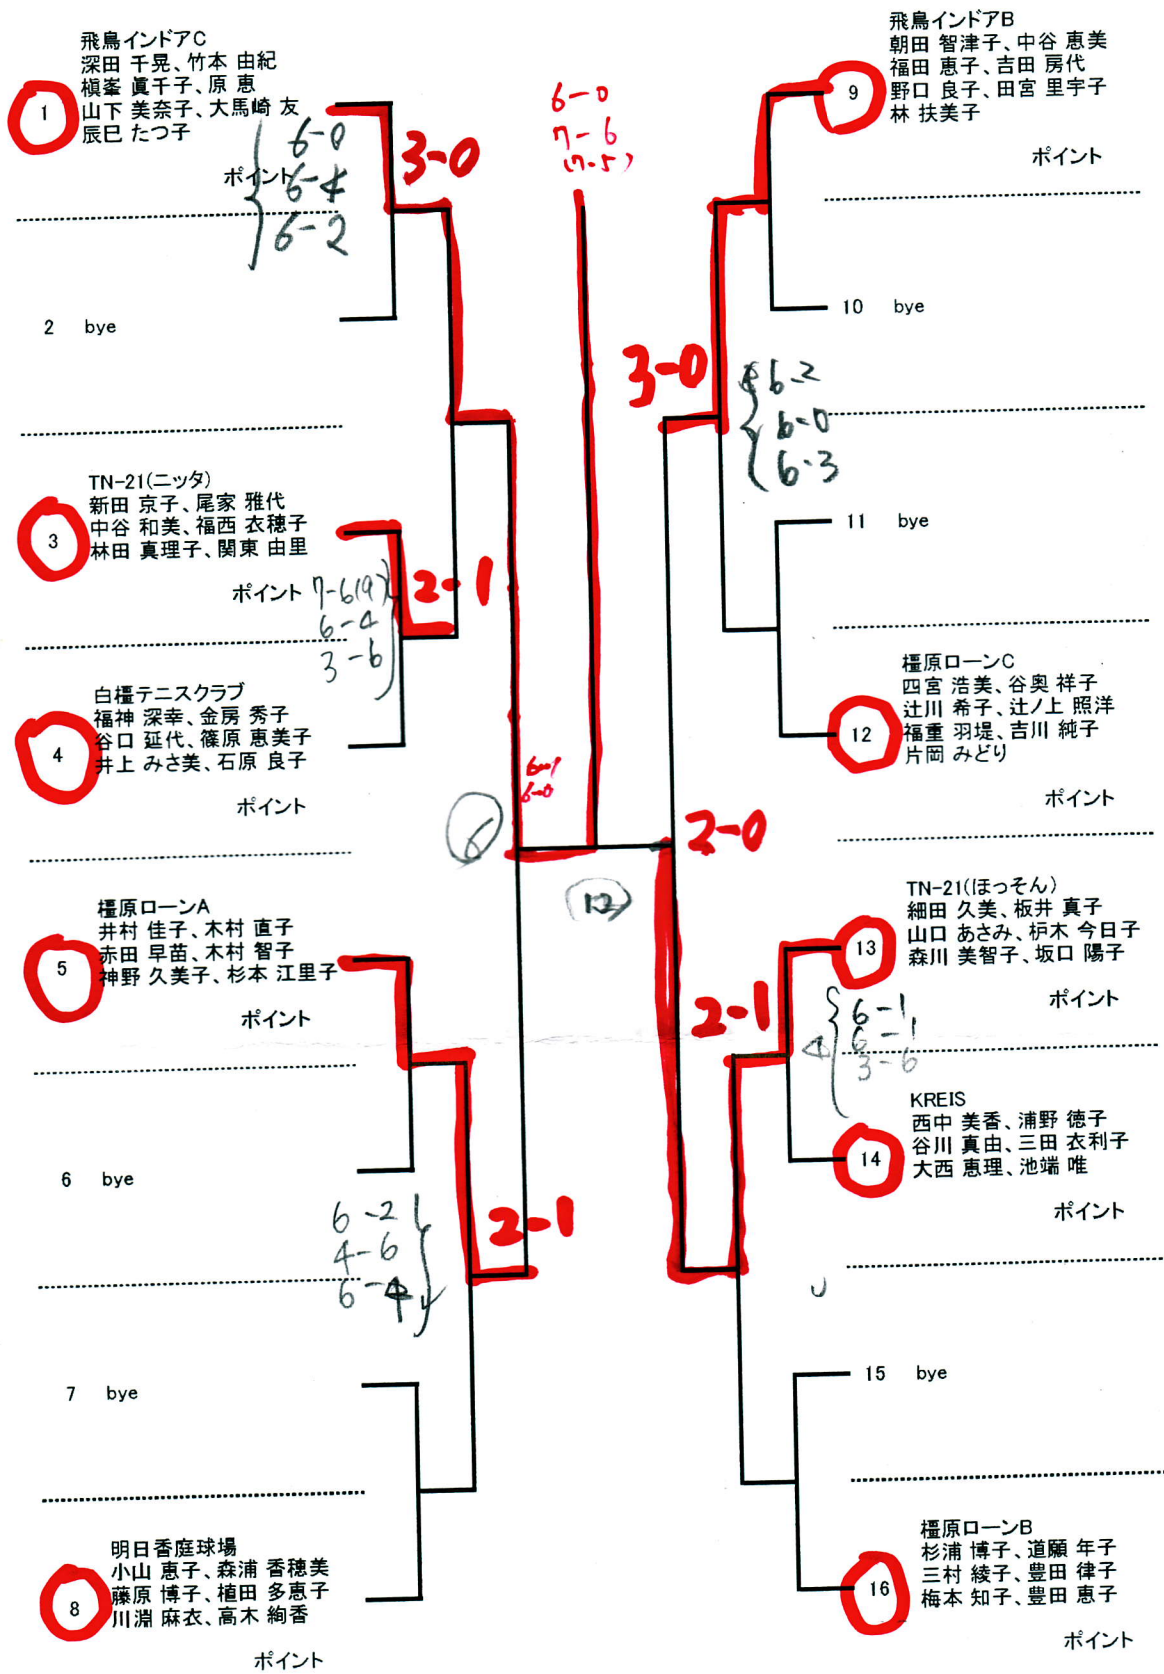 飛鳥インドアC
深田 千晃、竹本 由紀
槇峯 眞千子、原 恵
1
山下 美奈子、大馬崎 友
辰巳 たつ子
ポイント
6-0
6-4
6-2
3-0
2 bye
TN-21(ニッタ)
新田 京子、尾家 雅代
3
中谷 和美、福西 衣穂子
林田 真理子、関東 由里
ポイント
7-6(9)
6-4
3-6
2-1
白橿テニスクラブ
福神 深幸、金房 秀子
4
谷口 延代、篠原 恵美子
井上 みさ美、石原 良子
ポイント
橿原ローンA
井村 佳子、木村 直子
5
赤田 早苗、木村 智子
神野 久美子、杉本 江里子
ポイント
6 bye
6-2
4-6
6-4
2-1
7 bye
明日香庭球場
小山 恵子、森浦 香穂美
8
藤原 博子、植田 多恵子
川淵 麻衣、高木 絢香
ポイント
6-0
7-6
(7-5)
6-1
6-0
6
12
飛鳥インドアB
朝田 智津子、中谷 恵美
9
福田 恵子、吉田 房代
野口 良子、田宮 里宇子
林 扶美子
ポイント
10 bye
3-0
6-2
6-0
6-3
11 bye
橿原ローンC
四宮 浩美、谷奥 祥子
辻川 希子、辻ノ上 照洋
12
福重 羽堤、吉川 純子
片岡 みどり
ポイント
2-0
TN-21(ほっそん)
細田 久美、板井 真子
13
山口 あさみ、枦木 今日子
森川 美智子、坂口 陽子
ポイント
2-1
6-1
6-1
3-6
KREIS
西中 美香、浦野 徳子
14
谷川 真由、三田 衣利子
大西 恵理、池端 唯
ポイント
15 bye
橿原ローンB
杉浦 博子、道願 年子
16
三村 綾子、豊田 律子
梅本 知子、豊田 恵子
ポイント